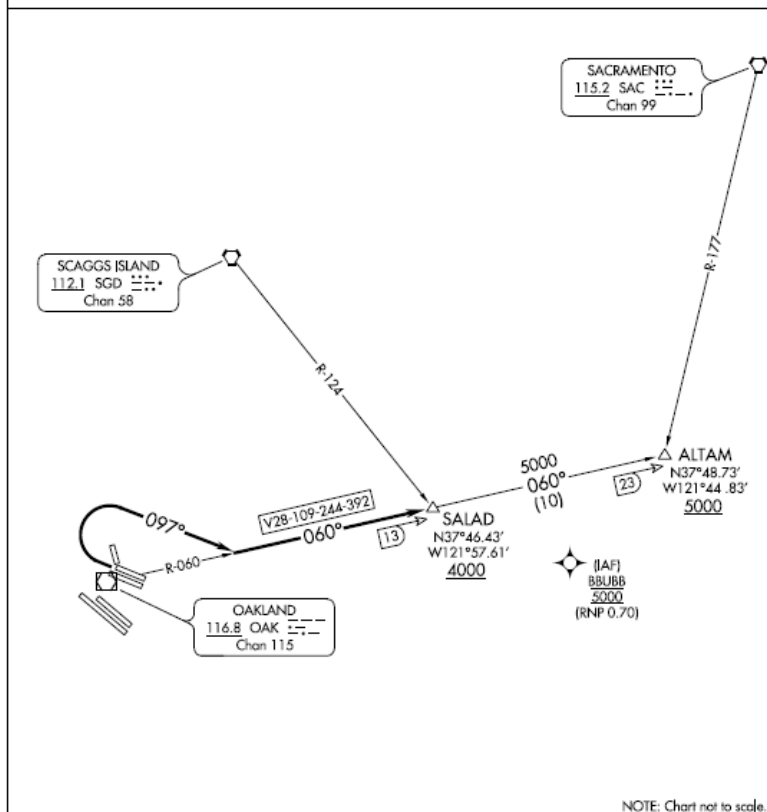 SACRAMENTO
115.2 SAC
Chan 99
R-177
SCAGGS ISLAND
112.1 SGD
Chan 58
R-124
ALTAM
N37°48.73'
W121°44 .83'
5000
5000
060°
(10)
23
097°
V28-109-244-392
060°
13
SALAD
N37°46.43'
W121°57.61'
4000
R-060
(IAF)
BBUBB
5000
(RNP 0.70)
OAKLAND
116.8 OAK
Chan 115
NOTE: Chart not to scale.